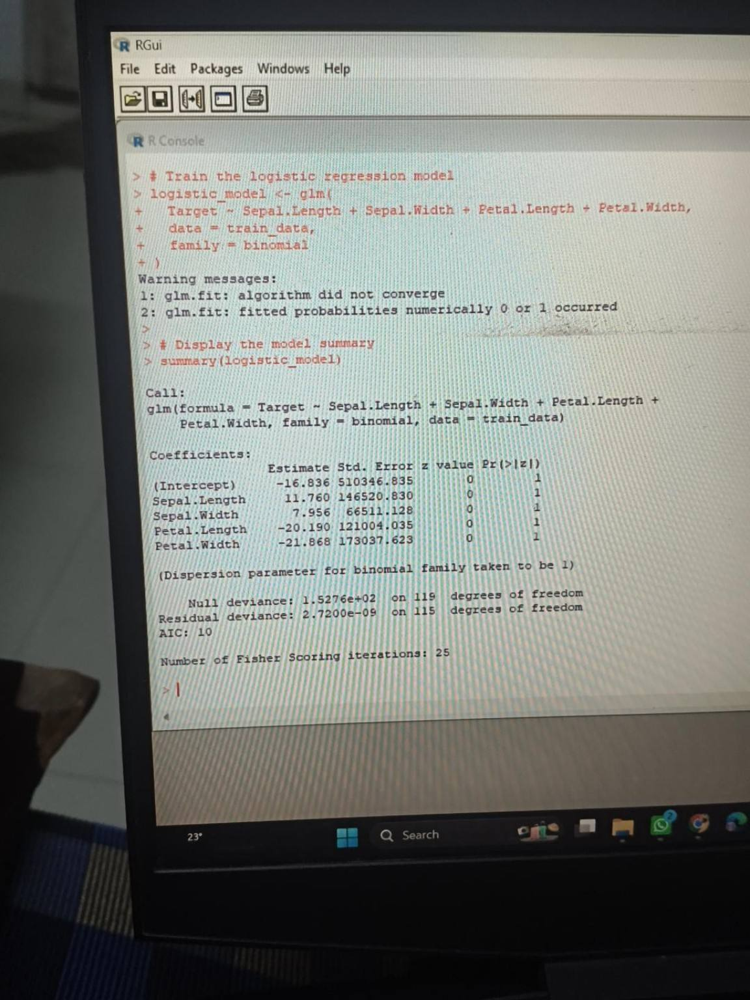 RGui
File Edit Packages Windows Help
R Console
> # Train the logistic regression model
> logistic_model <- glm(
+   Target ~ Sepal.Length + Sepal.Width + Petal.Length + Petal.Width,
+   data = train_data,
+   family = binomial
+ )
Warning messages:
1: glm.fit: algorithm did not converge
2: glm.fit: fitted probabilities numerically 0 or 1 occurred
>
> # Display the model summary
> summary(logistic_model)
Call:
glm(formula = Target ~ Sepal.Length + Sepal.Width + Petal.Length +
    Petal.Width, family = binomial, data = train_data)
Coefficients:
Estimate Std. Error z value Pr(>|z|)
(Intercept) -16.836 510346.835 0 1
Sepal.Length 11.760 146520.830 0 1
Sepal.Width 7.956 66511.128 0 1
Petal.Length -20.190 121004.035 0 1
Petal.Width -21.868 173037.623 0 1
(Dispersion parameter for binomial family taken to be 1)
Null deviance: 1.5276e+02 on 119 degrees of freedom
Residual deviance: 2.7200e-09 on 115 degrees of freedom
AIC: 10
Number of Fisher Scoring iterations: 25
>
23°
Search
2